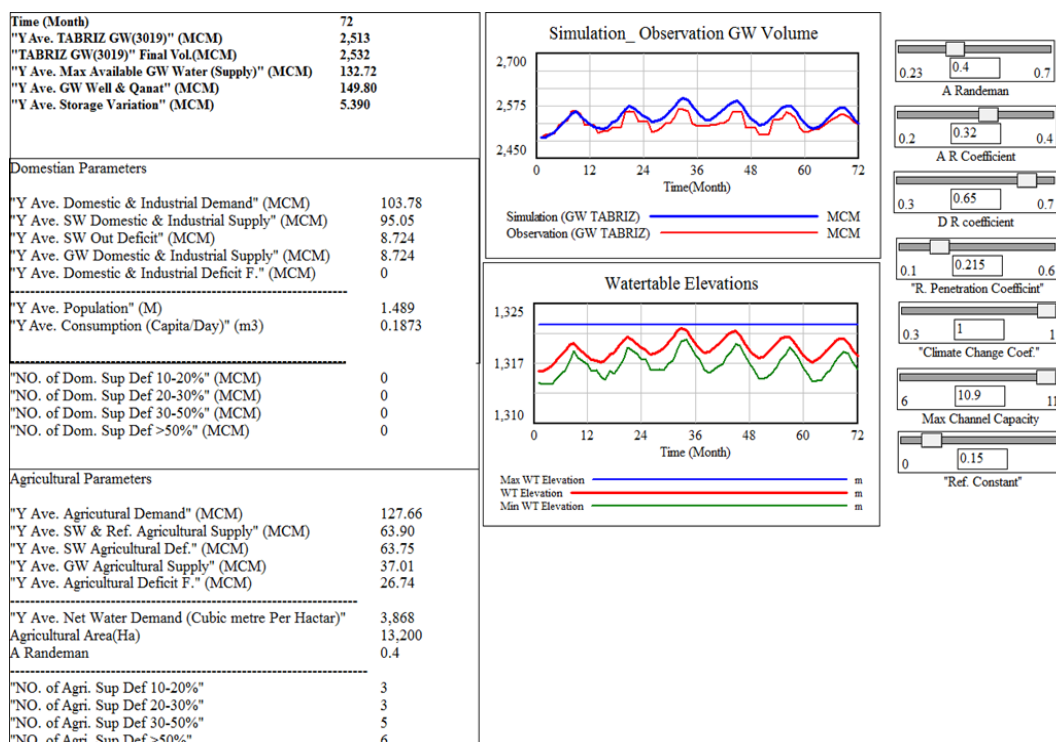 Time (Month) 72
"Y Ave. TABRIZ GW(3019)" (MCM) 2,513
"TABRIZ GW(3019)" Final Vol.(MCM) 2,532
"Y Ave. Max Available GW Water (Supply)" (MCM) 132.72
"Y Ave. GW Well & Qanat" (MCM) 149.80
"Y Ave. Storage Variation" (MCM) 5.390
Domestian Parameters
"Y Ave. Domestic & Industrial Demand" (MCM) 103.78
"Y Ave. SW Domestic & Industrial Supply" (MCM) 95.05
"Y Ave. SW Out Deficit" (MCM) 8.724
"Y Ave. GW Domestic & Industrial Supply" (MCM) 8.724
"Y Ave. Domestic & Industrial Deficit F." (MCM) 0
"Y Ave. Population" (M) 1.489
"Y Ave. Consumption (Capita/Day)" (m3) 0.1873
"NO. of Dom. Sup Def 10-20%" (MCM) 0
"NO. of Dom. Sup Def 20-30%" (MCM) 0
"NO. of Dom. Sup Def 30-50%" (MCM) 0
"NO. of Dom. Sup Def >50%" (MCM) 0
Agricultural Parameters
"Y Ave. Agricutural Demand" (MCM) 127.66
"Y Ave. SW & Ref. Agricultural Supply" (MCM) 63.90
"Y Ave. SW Agricultural Def." (MCM) 63.75
"Y Ave. GW Agricultural Supply" (MCM) 37.01
"Y Ave. Agricultural Deficit F." (MCM) 26.74
"Y Ave. Net Water Demand (Cubic metre Per Hactar)" 3,868
Agricultural Area(Ha) 13,200
A Randeman 0.4
"NO. of Agri. Sup Def 10-20%" 3
"NO. of Agri. Sup Def 20-30%" 3
"NO. of Agri. Sup Def 30-50%" 5
"NO. of Agri. Sup Def >50%" 6
Simulation_ Observation GW Volume
2,700
2,575
2,450
0 12 24 36 48 60 72
Time(Month)
Simulation (GW TABRIZ) MCM
Observation (GW TABRIZ) MCM
Watertable Elevations
1,325
1,317
1,310
0 12 24 36 48 60 72
Time (Month)
Max WT Elevation m
WT Elevation m
Min WT Elevation m
0.23 0.4 0.7
A Randeman
0.2 0.32 0.4
A R Coefficient
0.3 0.65 0.7
D R coefficient
0.1 0.215 0.6
"R. Penetration Coefficint"
0.3 1 1
"Climate Change Coef."
6 10.9 11
Max Channel Capacity
0 0.15
"Ref. Constant"